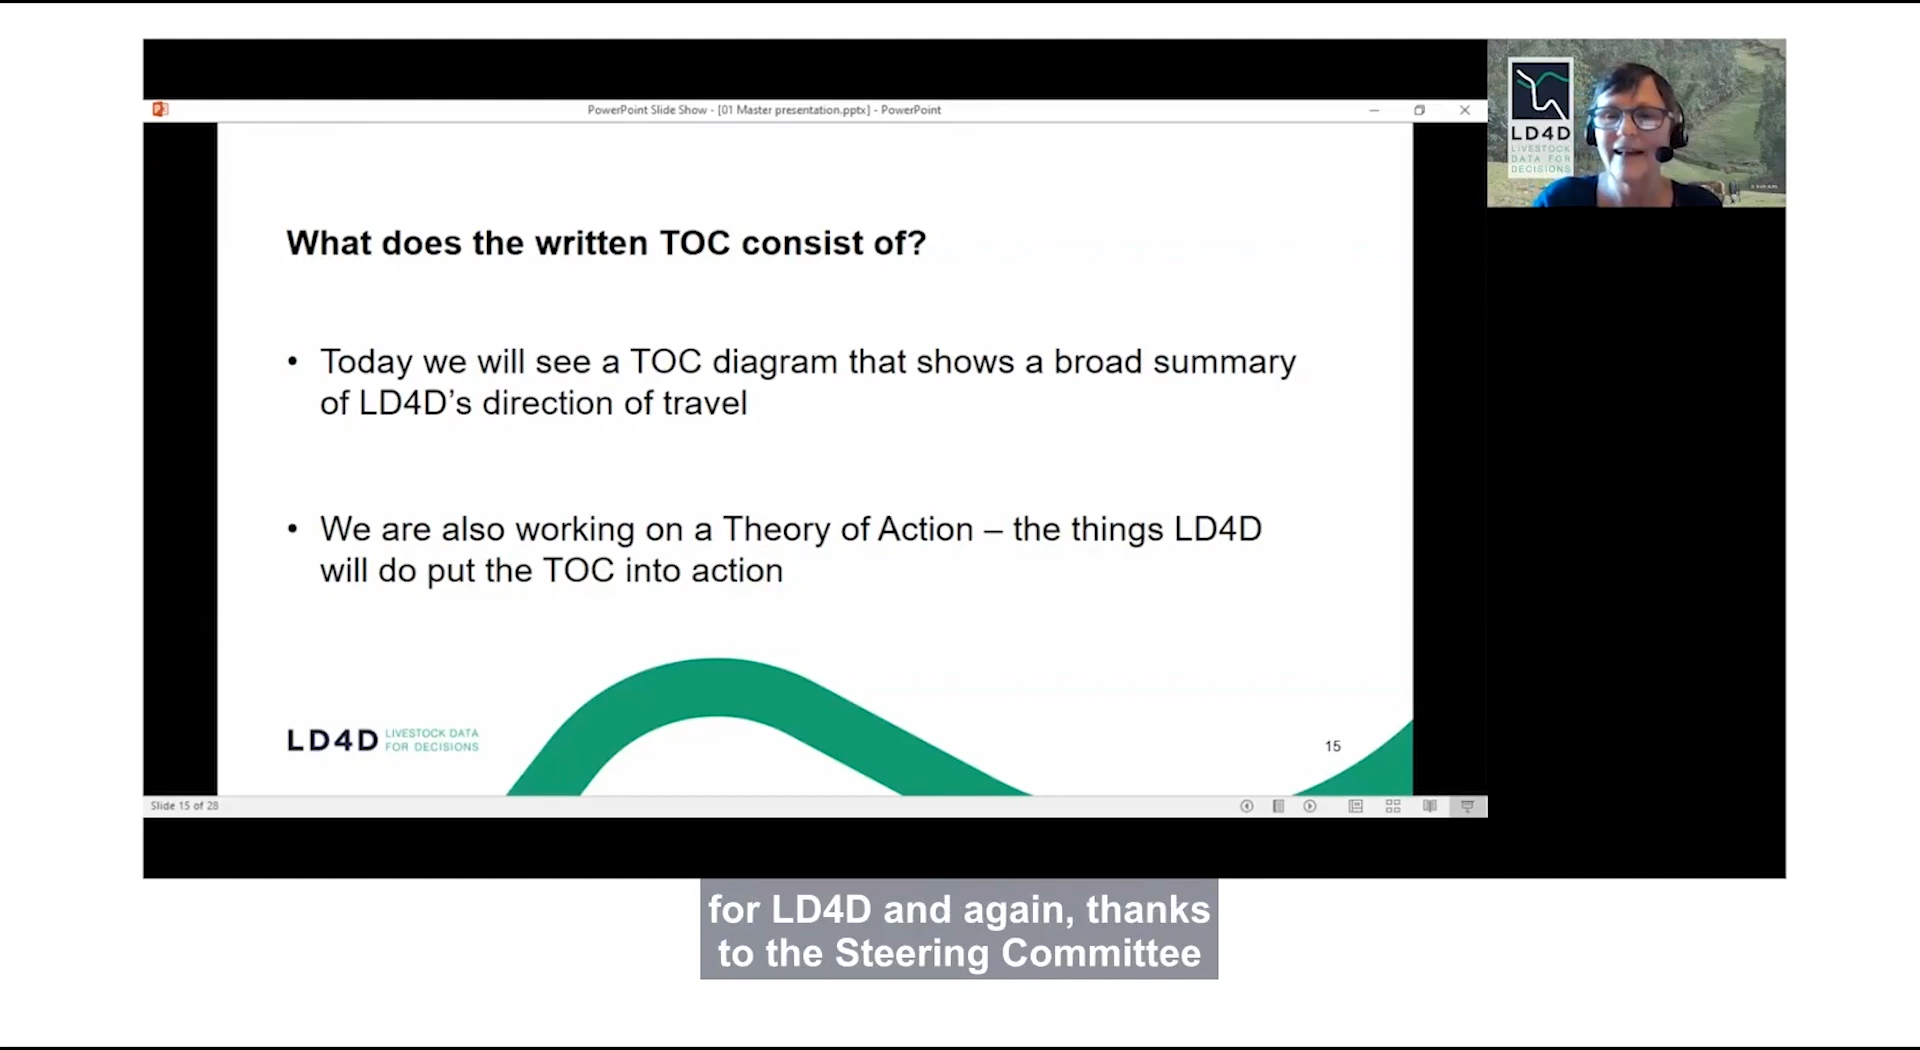 PowerPoint Slide Show - [01 Master presentation.pptx] - PowerPoint
LD4D
LIVESTOCK
DATA FOR
DECISIONS
What does the written TOC consist of?
• Today we will see a TOC diagram that shows a broad summary
of LD4D’s direction of travel
• We are also working on a Theory of Action – the things LD4D
will do put the TOC into action
LD4D LIVESTOCK DATA
FOR DECISIONS
15
Slide 15 of 28
for LD4D and again, thanks
to the Steering Committee